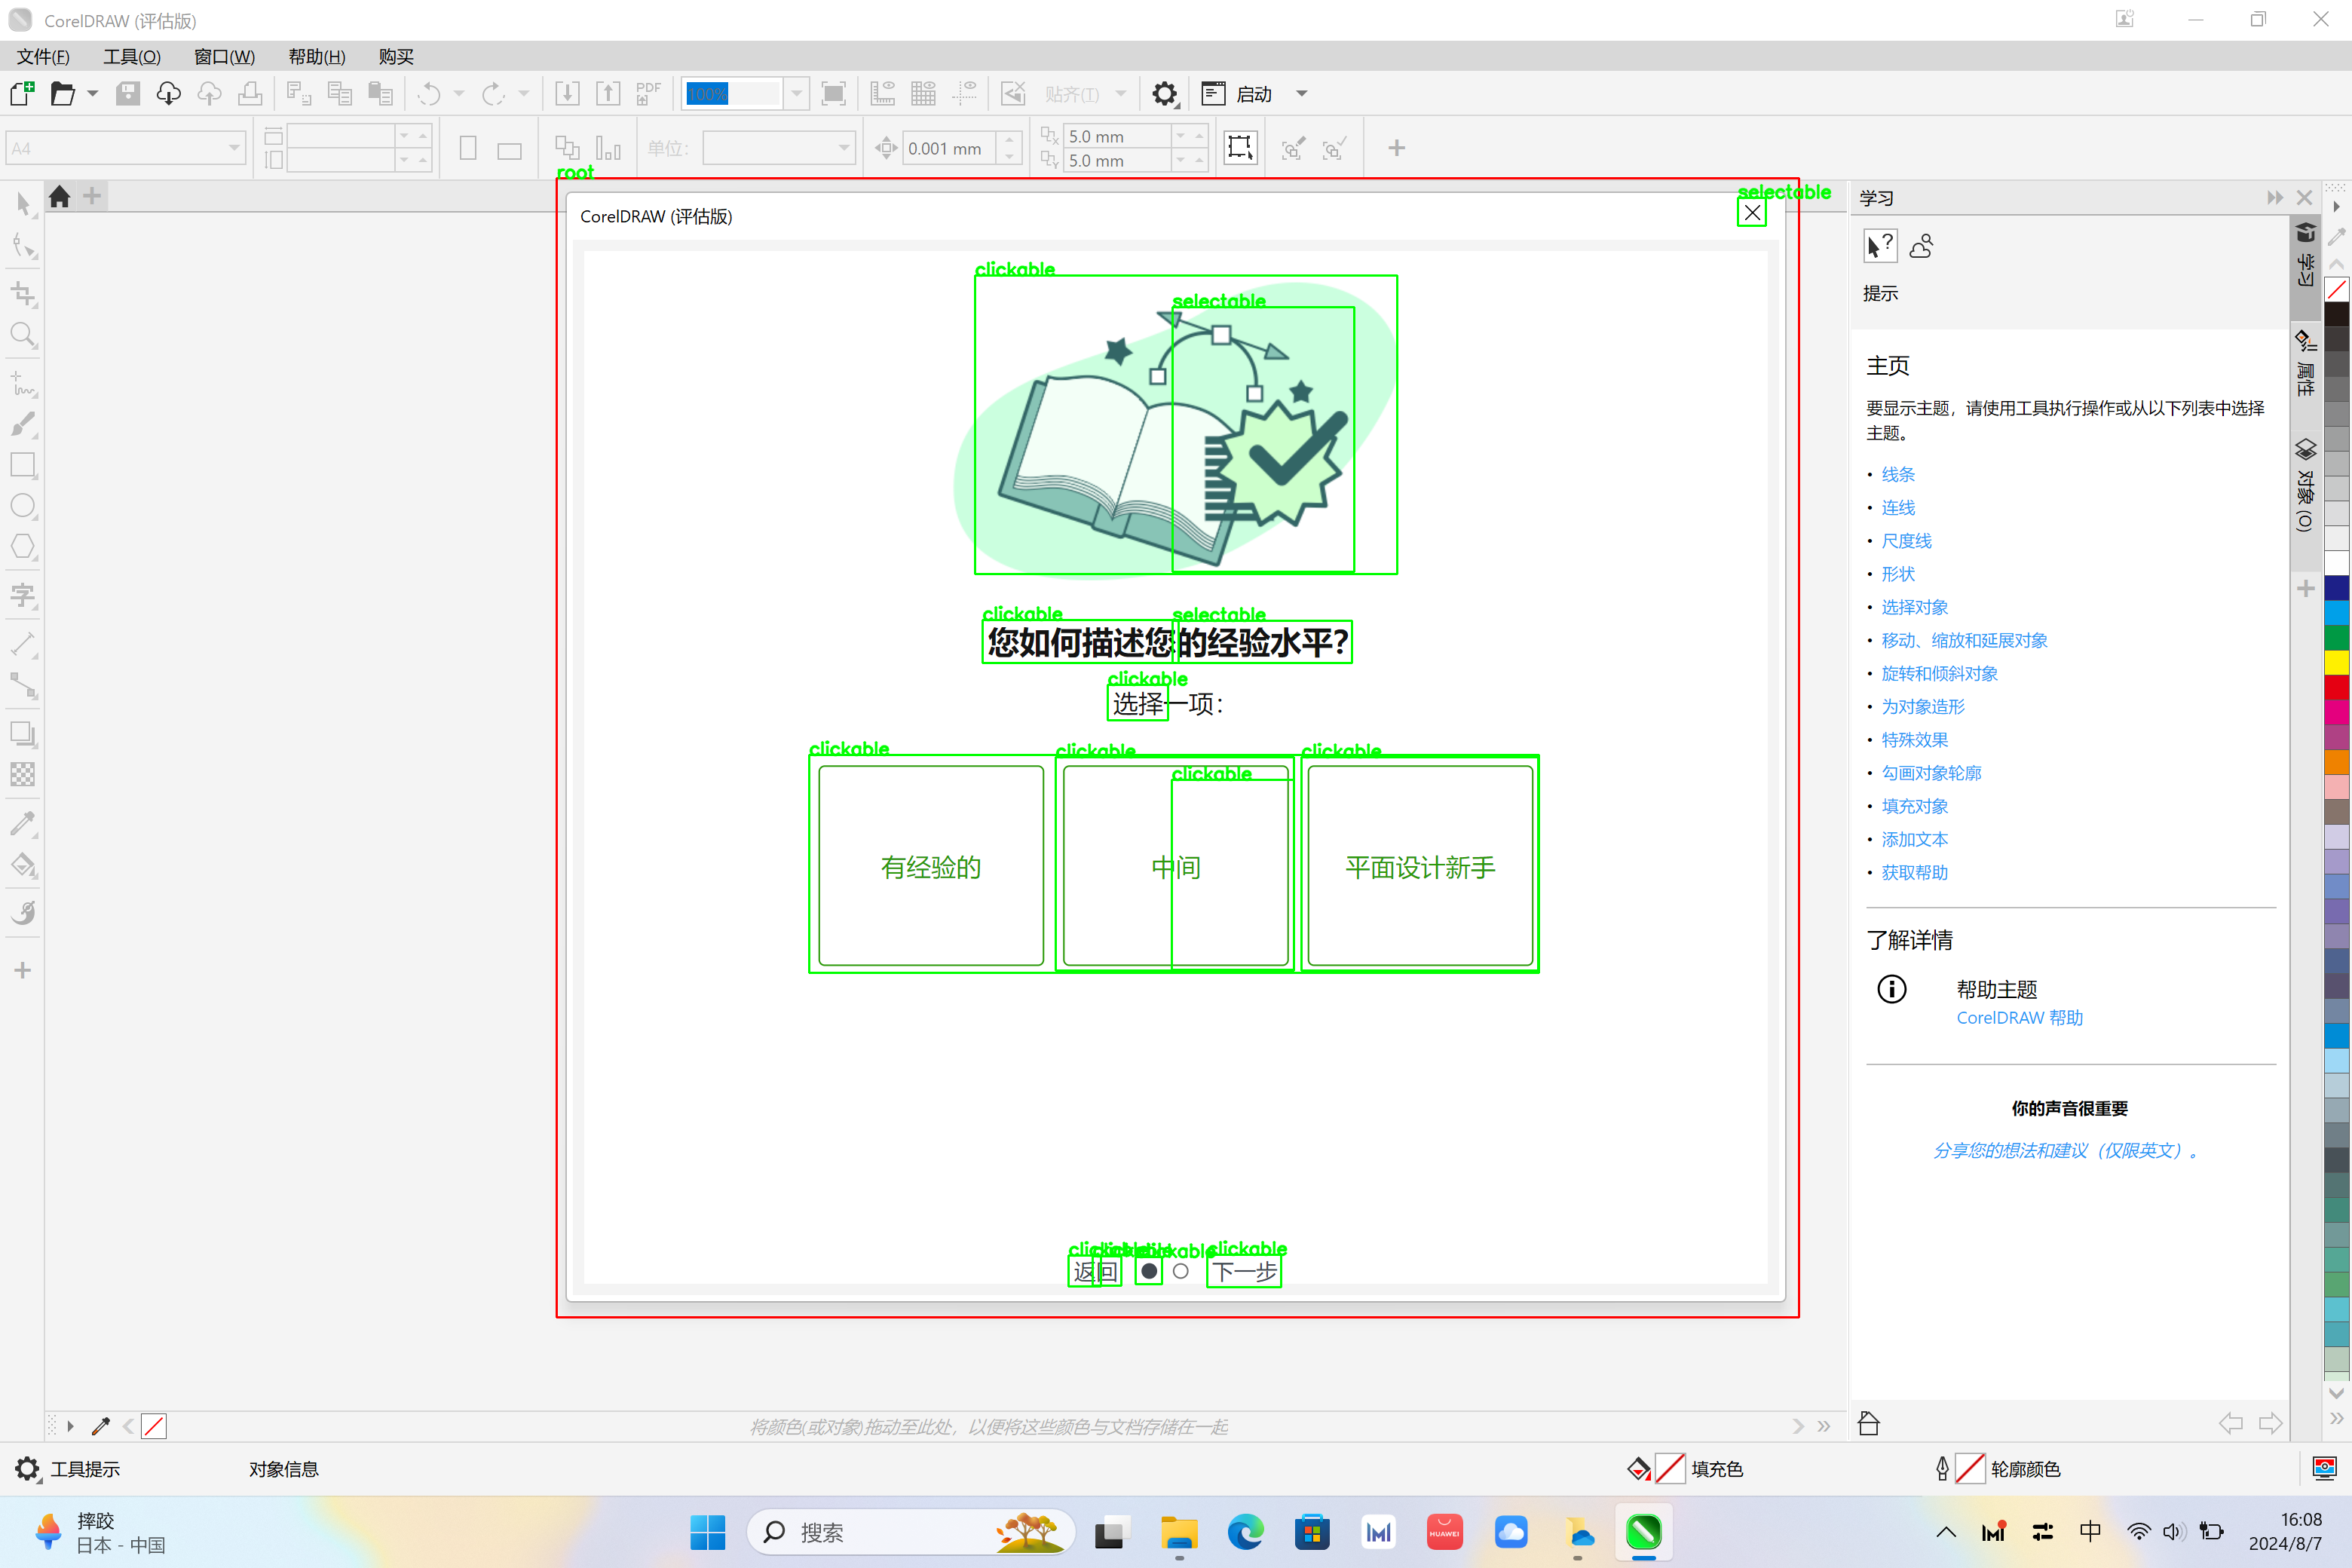 CorelDRAW (评估版)
文件(F) 工具(O) 窗口(W) 帮助(H) 购买
PDF 100% 贴齐(T) 启动
A4 单位: 0.001 mm 5.0 mm
5.0 mm
root
selectable
CorelDRAW (评估版)
clickable
selectable
clickable selectable
您如何描述您的经验水平?
clickable
选择一项:
clickable clickable clickable
clickable
有经验的 中间 平面设计新手
clickable
返回 下一步
学习
提示
主页
要显示主题，请使用工具执行操作或从以下列表中选择
主题。
• 线条
• 连线
• 尺度线
• 形状
• 选择对象
• 移动、缩放和延展对象
• 旋转和倾斜对象
• 为对象造形
• 特殊效果
• 勾画对象轮廓
• 填充对象
• 添加文本
• 获取帮助
了解详情
帮助主题
CorelDRAW 帮助
你的声音很重要
分享您的想法和建议（仅限英文）。
学习
属性
对象 (O)
字
将颜色(或对象)拖动至此处，以便将这些颜色与文档存储在一起
工具提示 对象信息 填充色 轮廓颜色
摔跤
日本 - 中国
搜索
HUAWEI
中
16:08
2024/8/7